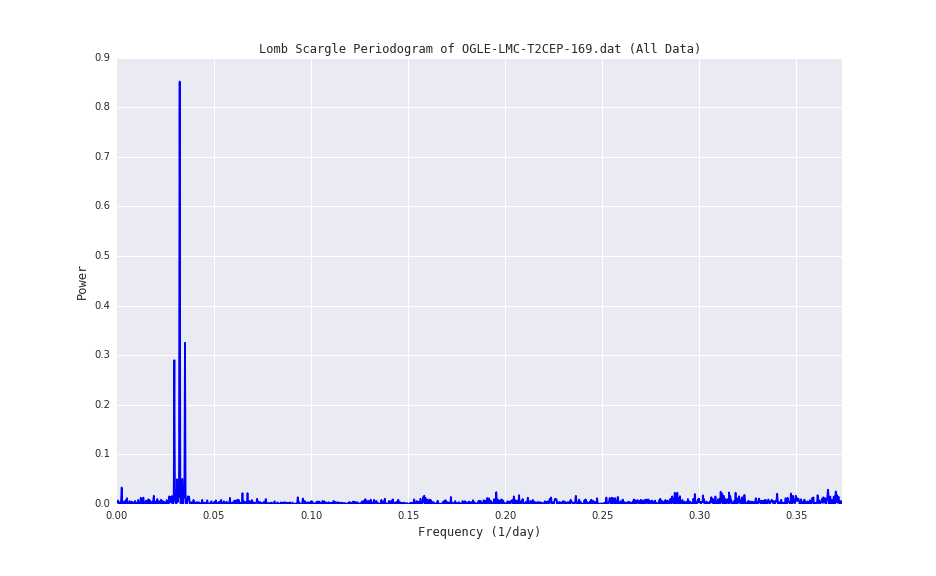 Lomb Scargle Periodogram of OGLE-LMC-T2CEP-169.dat (All Data)
0.9
0.8
0.7
0.6
0.5
0.4
0.3
0.2
0.1
0.0
Power
0.00 0.05 0.10 0.15 0.20 0.25 0.30 0.35
Frequency (1/day)